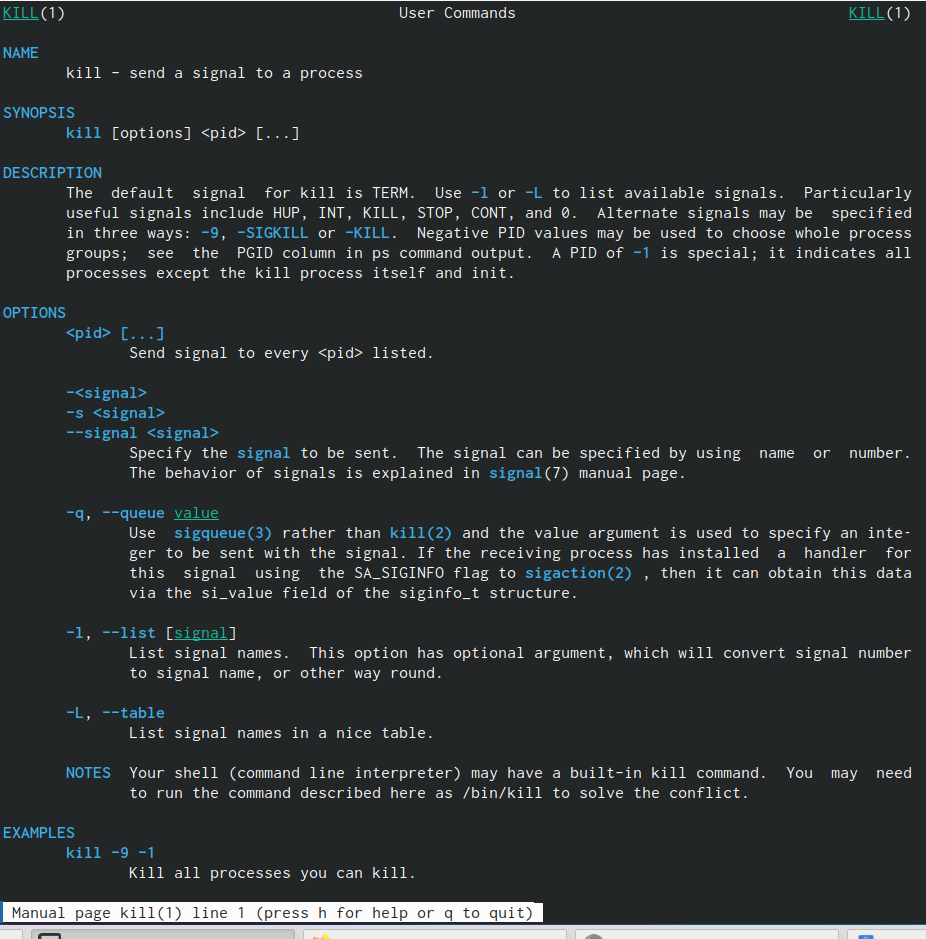 KILL(1) User Commands KILL(1)
NAME
kill - send a signal to a process
SYNOPSIS
kill [options] <pid> [...]
DESCRIPTION
The default signal for kill is TERM. Use -l or -L to list available signals. Particularly
useful signals include HUP, INT, KILL, STOP, CONT, and 0. Alternate signals may be specified
in three ways: -9, -SIGKILL or -KILL. Negative PID values may be used to choose whole process
groups; see the PGID column in ps command output. A PID of -1 is special; it indicates all
processes except the kill process itself and init.
OPTIONS
<pid> [...]
Send signal to every <pid> listed.
-<signal>
-s <signal>
--signal <signal>
Specify the signal to be sent. The signal can be specified by using name or number.
The behavior of signals is explained in signal(7) manual page.
-q, --queue value
Use sigqueue(3) rather than kill(2) and the value argument is used to specify an inte-
ger to be sent with the signal. If the receiving process has installed a handler for
this signal using the SA_SIGINFO flag to sigaction(2) , then it can obtain this data
via the si_value field of the siginfo_t structure.
-l, --list [signal]
List signal names. This option has optional argument, which will convert signal number
to signal name, or other way round.
-L, --table
List signal names in a nice table.
NOTES Your shell (command line interpreter) may have a built-in kill command. You may need
to run the command described here as /bin/kill to solve the conflict.
EXAMPLES
kill -9 -1
Kill all processes you can kill.
Manual page kill(1) line 1 (press h for help or q to quit)